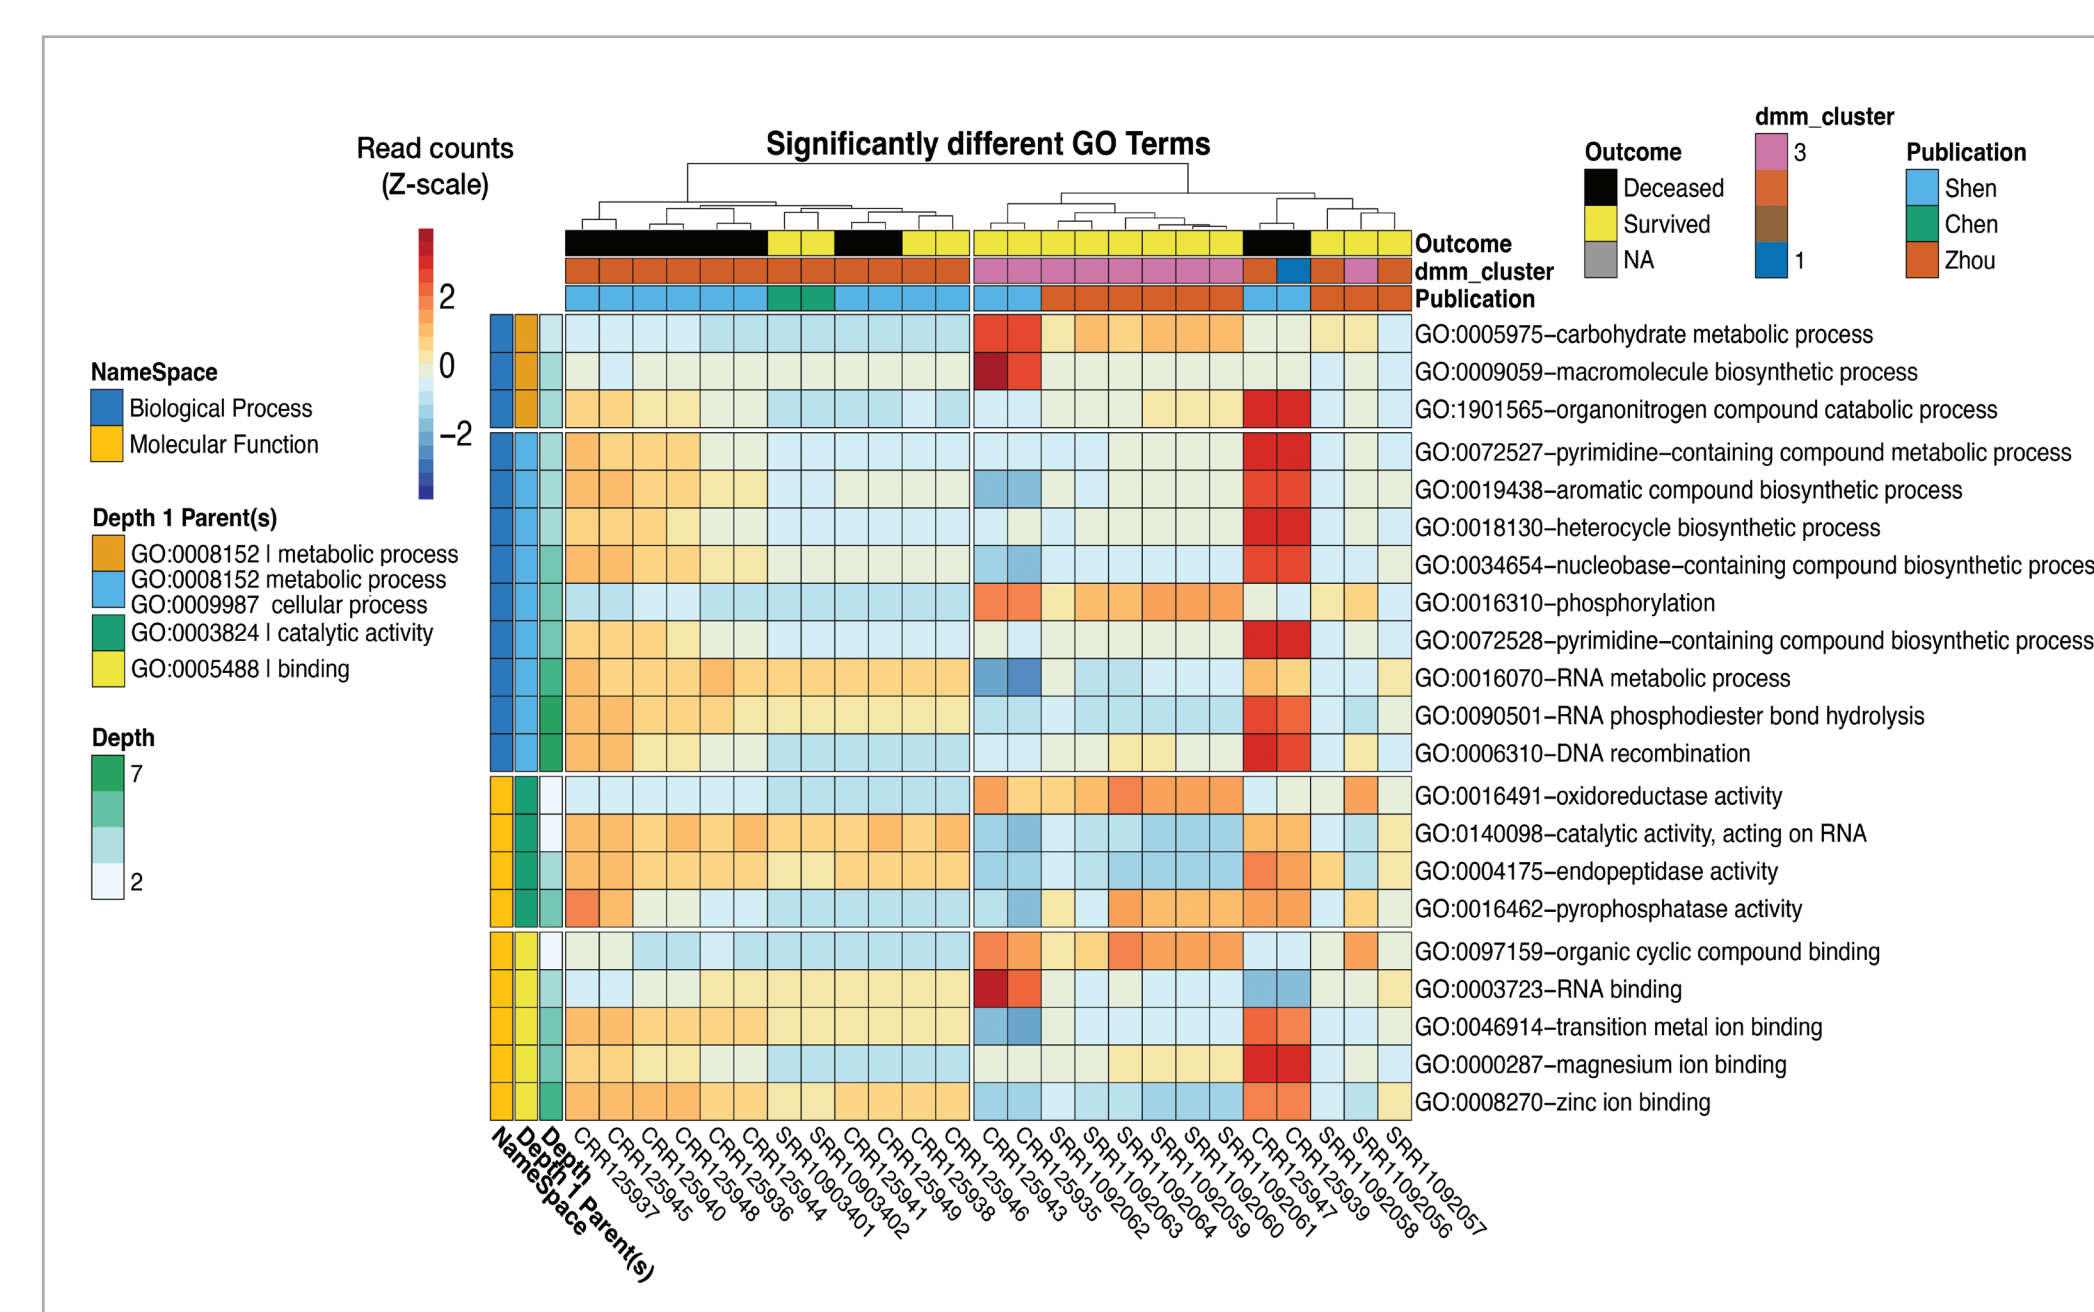 Significantly different GO Terms
Read counts
(Z-scale)
2
0
−2
Outcome
Deceased
Survived
NA
dmm_cluster
3
1
Publication
Shen
Chen
Zhou
Outcome
dmm_cluster
Publication
NameSpace
Biological Process
Molecular Function
Depth 1 Parent(s)
GO:0008152 | metabolic process
GO:0008152 metabolic process
GO:0009987 cellular process
GO:0003824 | catalytic activity
GO:0005488 | binding
Depth
7
2
GO:0005975−carbohydrate metabolic process
GO:0009059−macromolecule biosynthetic process
GO:1901565−organonitrogen compound catabolic process
GO:0072527−pyrimidine−containing compound metabolic process
GO:0019438−aromatic compound biosynthetic process
GO:0018130−heterocycle biosynthetic process
GO:0034654−nucleobase−containing compound biosynthetic proces
GO:0016310−phosphorylation
GO:0072528−pyrimidine−containing compound biosynthetic process
GO:0016070−RNA metabolic process
GO:0090501−RNA phosphodiester bond hydrolysis
GO:0006310−DNA recombination
GO:0016491−oxidoreductase activity
GO:0140098−catalytic activity, acting on RNA
GO:0004175−endopeptidase activity
GO:0016462−pyrophosphatase activity
GO:0097159−organic cyclic compound binding
GO:0003723−RNA binding
GO:0046914−transition metal ion binding
GO:0000287−magnesium ion binding
GO:0008270−zinc ion binding
NameSpace
Depth 1 Parent(s)
Depth
CRR125937
CRR125945
CRR125940
CRR125948
CRR125936
CRR125944
SRR10903401
SRR10903402
CRR125941
CRR125949
CRR125938
CRR125946
CRR125943
CRR125935
SRR11092062
SRR11092063
SRR11092064
SRR11092059
SRR11092060
SRR11092061
CRR125947
CRR125939
SRR11092058
SRR11092056
SRR11092057